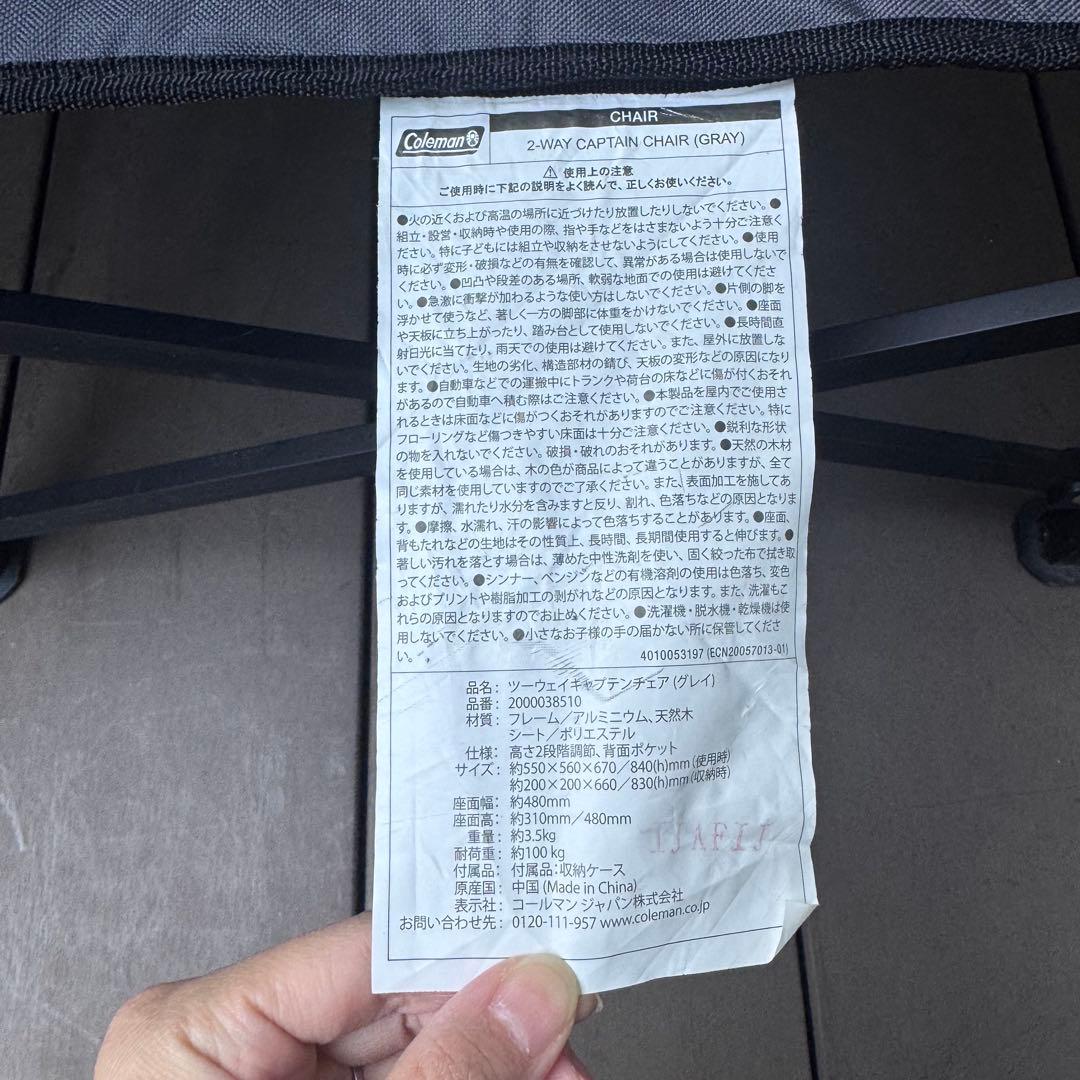 CHAIR
Coleman
2-WAY CAPTAIN CHAIR (GRAY)
⚠ 使用上の注意
ご使用時に下記の説明をよく読んで、正しくお使いください。
●火の近くおよび高温の場所に近づけたり放置したりしないでください。●
組立・設営・収納時や使用の際、指や手などをはさまないよう十分ご注意く
ださい。特に子どもには組立や収納をさせないようにしてください。●使用
時に必ず変形・破損などの有無を確認して、異常がある場合は使用しないで
ください。●凹凸や段差のある場所、軟弱な地面での使用は避けてくださ
い。●急激に衝撃が加わるような使い方はしないでください。●片側の脚を
浮かせて使うなど、著しく一方の脚部に体重をかけないでください。●座面
や天板に立ち上がったり、踏み台として使用しないでください。●長時間直
射日光に当てたり、雨天での使用は避けてください。また、屋外に放置しな
いでください。生地の劣化、構造部材の錆び、天板の変形などの原因になり
ます。●自動車などでの運搬中にトランクや荷台の床などに傷が付くおそれ
があるので自動車へ積む際はご注意ください。●本製品を屋内でご使用さ
れるときは床面などに傷がつくおそれがありますのでご注意ください。特に
フローリングなど傷つきやすい床面は十分ご注意ください。●鋭利な形状
の物を入れないでください。破損・破れのおそれがあります。●天然の木材
を使用している場合は、木の色が商品によって違うことがありますが、全て
同じ素材を使用していますのでご了承ください。また、表面加工を施してあ
りますが、濡れたり水分を含みますと反り、割れ、色落ちなどの原因となりま
す。●摩擦、水濡れ、汗の影響によって色落ちすることがあります。●座面、
背もたれなどの生地はその性質上、長時間、長期間使用すると伸びます。●
著しい汚れを落とす場合は、薄めた中性洗剤を使い、固く絞った布で拭き取
ってください。●シンナー、ベンジンなどの有機溶剤の使用は色落ち、変色
およびプリントや樹脂加工の剥がれなどの原因となります。また、洗濯もこ
れらの原因となりますのでお止めください。●洗濯機・脱水機・乾燥機は使
用しないでください。●小さなお子様の手の届かない所に保管してくださ
い。
4010053197 (ECN20057013-01)
品名： ツーウェイキャプテンチェア (グレイ)
品番： 2000038510
材質： フレーム／アルミニウム、天然木
シート／ポリエステル
仕様： 高さ2段階調節、背面ポケット
サイズ： 約550×560×670／840(h)mm (使用時)
約200×200×660／830(h)mm (収納時)
座面幅： 約480mm
座面高： 約310mm／480mm
重量： 約3.5kg
耐荷重： 約100 kg
付属品： 付属品：収納ケース
原産国： 中国 (Made in China)
表示社： コールマン ジャパン株式会社
お問い合わせ先： 0120-111-957 www.coleman.co.jp